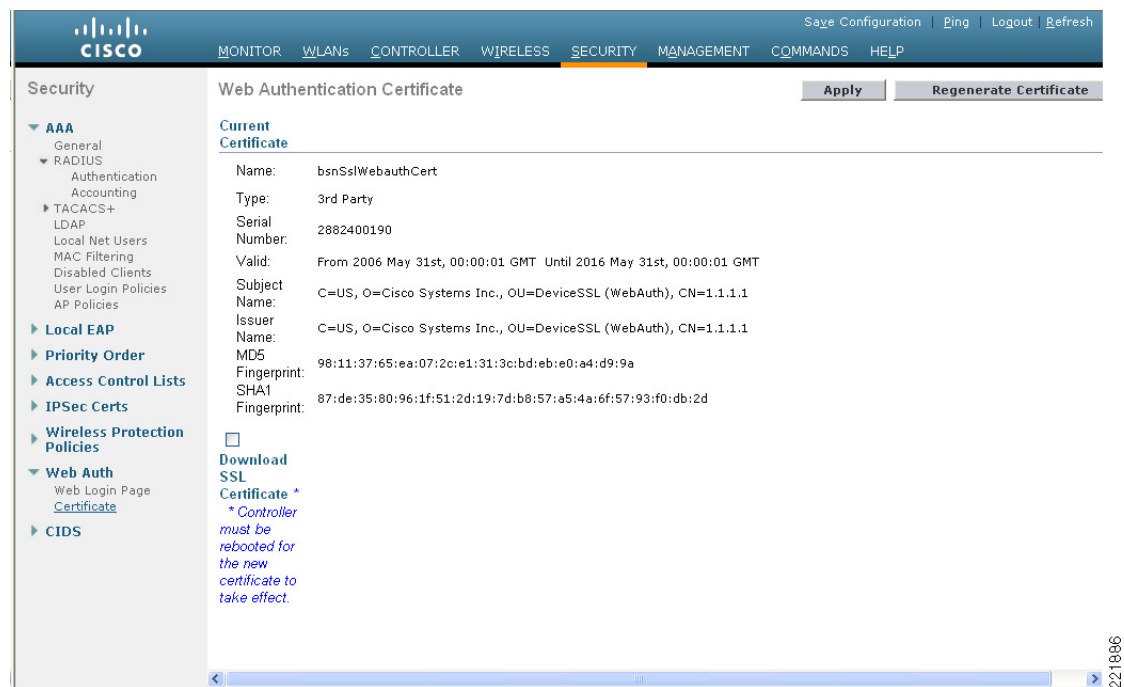 Save Configuration | Ping | Logout | Refresh
CISCO
MONITOR WLANs CONTROLLER WIRELESS SECURITY MANAGEMENT COMMANDS HELP
Security
AAA
General
RADIUS
Authentication
Accounting
TACACS+
LDAP
Local Net Users
MAC Filtering
Disabled Clients
User Login Policies
AP Policies
Local EAP
Priority Order
Access Control Lists
IPSec Certs
Wireless Protection
Policies
Web Auth
Web Login Page
Certificate
CIDS
Web Authentication Certificate
Apply
Regenerate Certificate
Current
Certificate
Name: bsnSslWebauthCert
Type: 3rd Party
Serial
Number: 2882400190
Valid: From 2006 May 31st, 00:00:01 GMT Until 2016 May 31st, 00:00:01 GMT
Subject
Name: C=US, O=Cisco Systems Inc., OU=DeviceSSL (WebAuth), CN=1.1.1.1
Issuer
Name: C=US, O=Cisco Systems Inc., OU=DeviceSSL (WebAuth), CN=1.1.1.1
MD5
Fingerprint: 98:11:37:65:ea:07:2c:e1:31:3c:bd:eb:e0:a4:d9:9a
SHA1
Fingerprint: 87:de:35:80:96:1f:51:2d:19:7d:b8:57:a5:4a:6f:57:93:f0:db:2d
Download
SSL
Certificate *
* Controller
must be
rebooted for
the new
certificate to
take effect.
221886